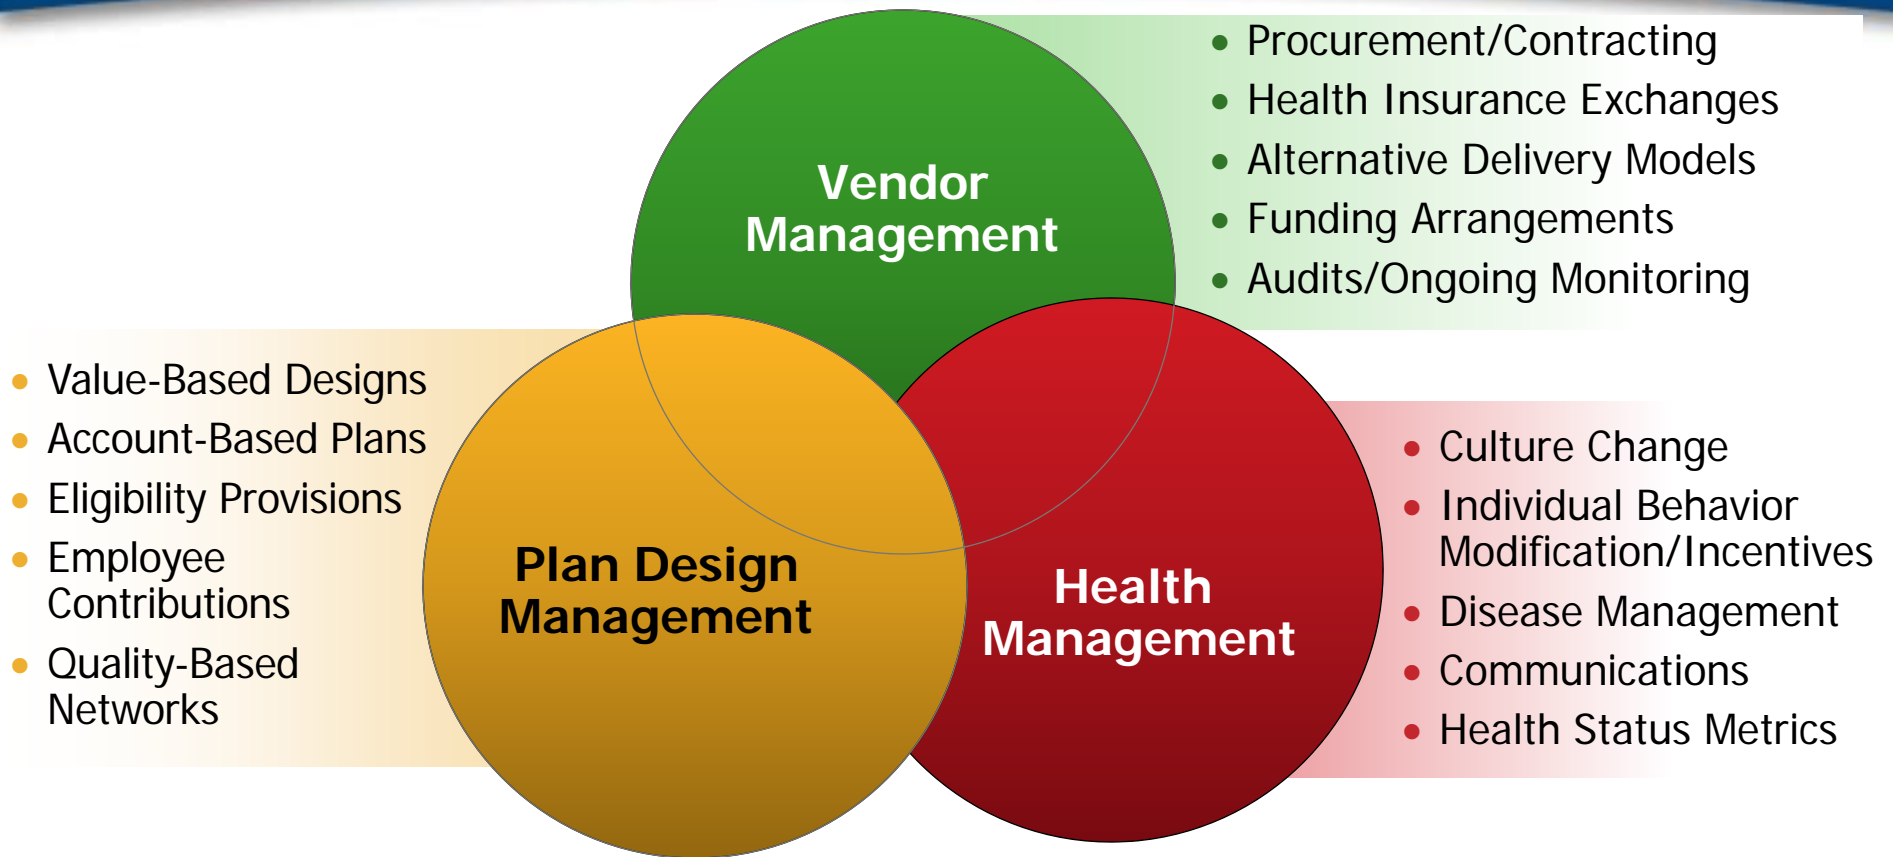 Vendor
Management
• Procurement/Contracting
• Health Insurance Exchanges
• Alternative Delivery Models
• Funding Arrangements
• Audits/Ongoing Monitoring
• Value-Based Designs
• Account-Based Plans
• Eligibility Provisions
• Employee
Contributions
• Quality-Based
Networks
Plan Design
Management
Health
Management
• Culture Change
• Individual Behavior
Modification/Incentives
• Disease Management
• Communications
• Health Status Metrics